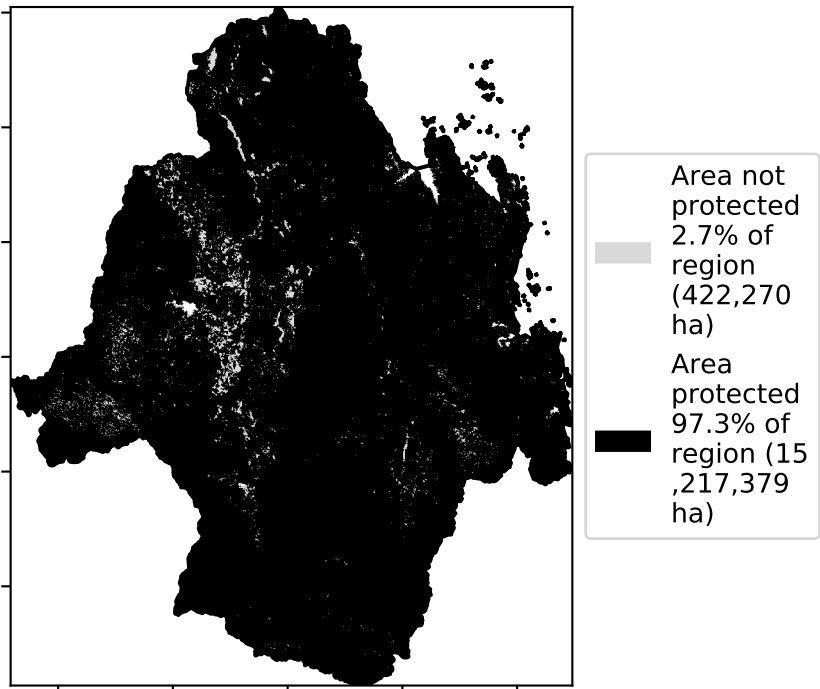 Area not
protected
2.7% of
region
(422,270
ha)
Area
protected
97.3% of
region (15
,217,379
ha)